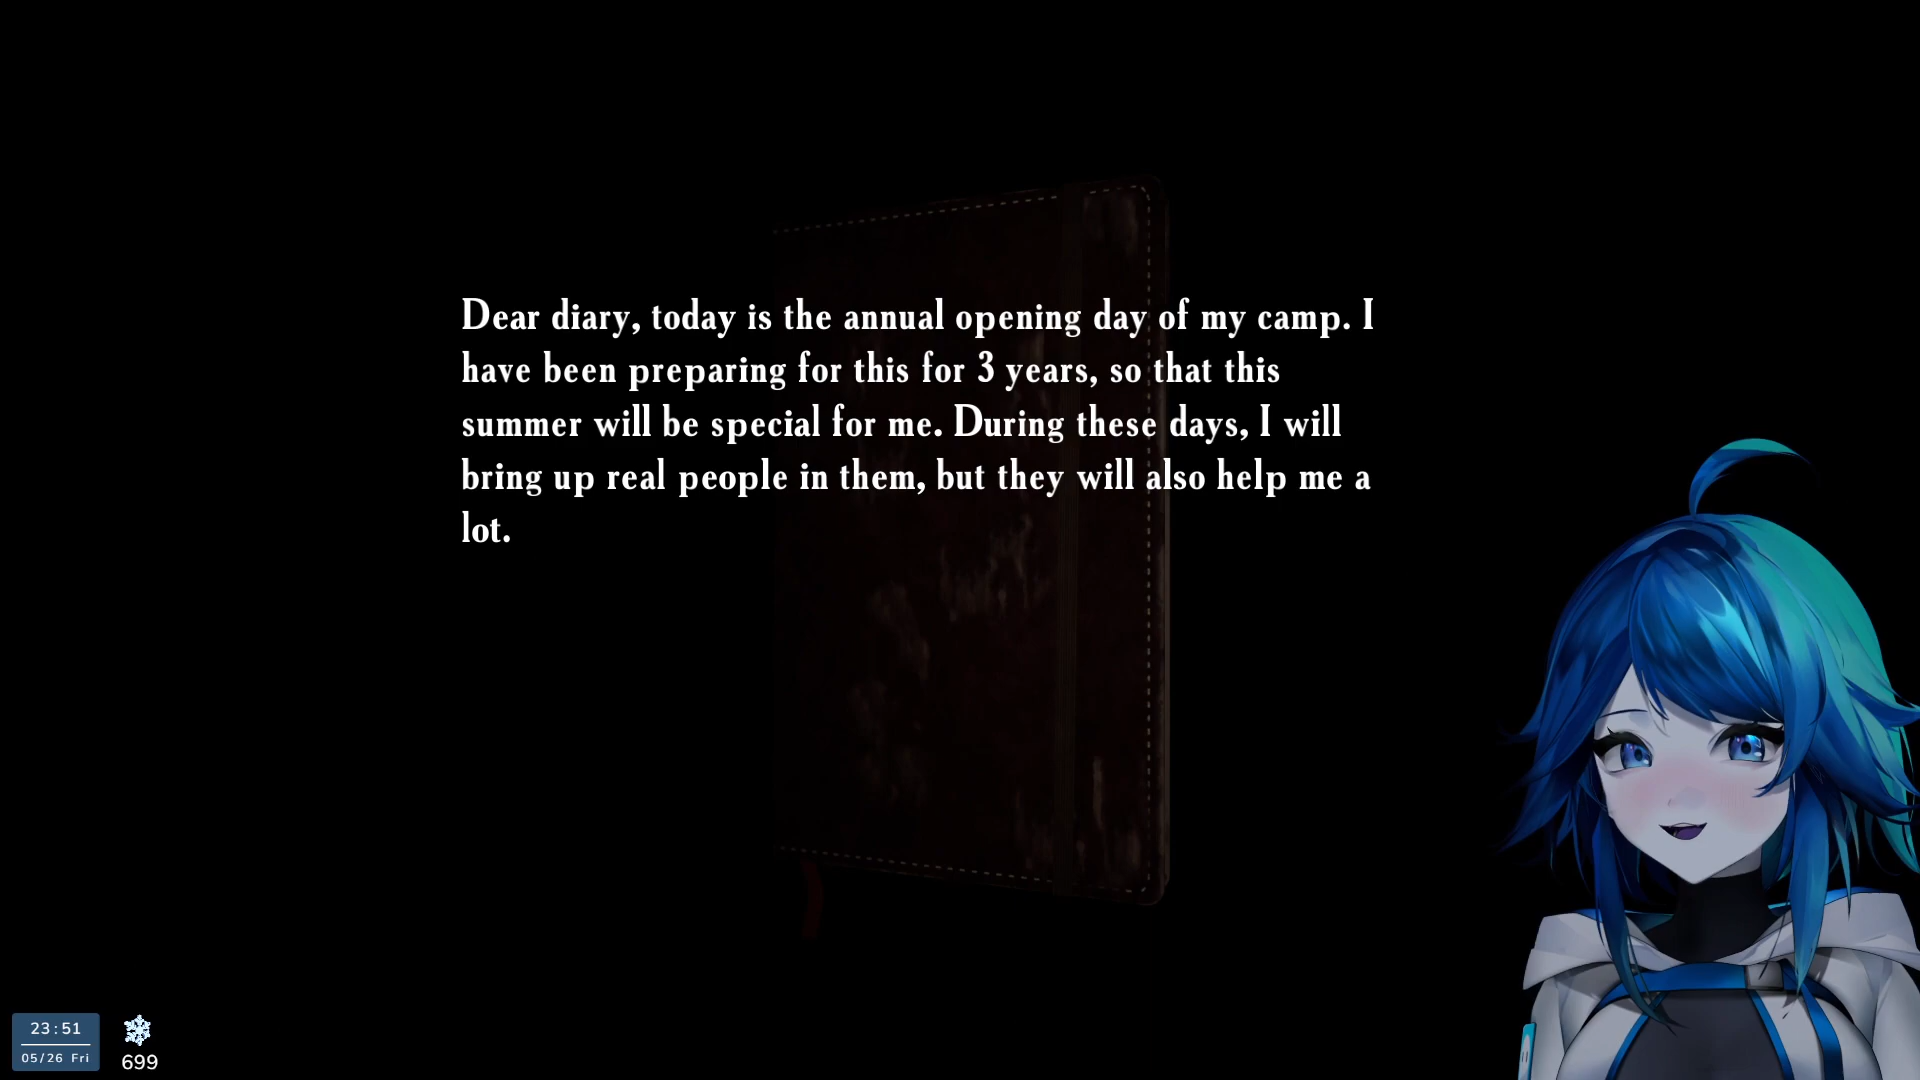 Dear diary, today is the annual opening day of my camp. I
have been preparing for this for 3 years, so that this
summer will be special for me. During these days, I will
bring up real people in them, but they will also help me a
lot.
23:51
05/26 Fri
699